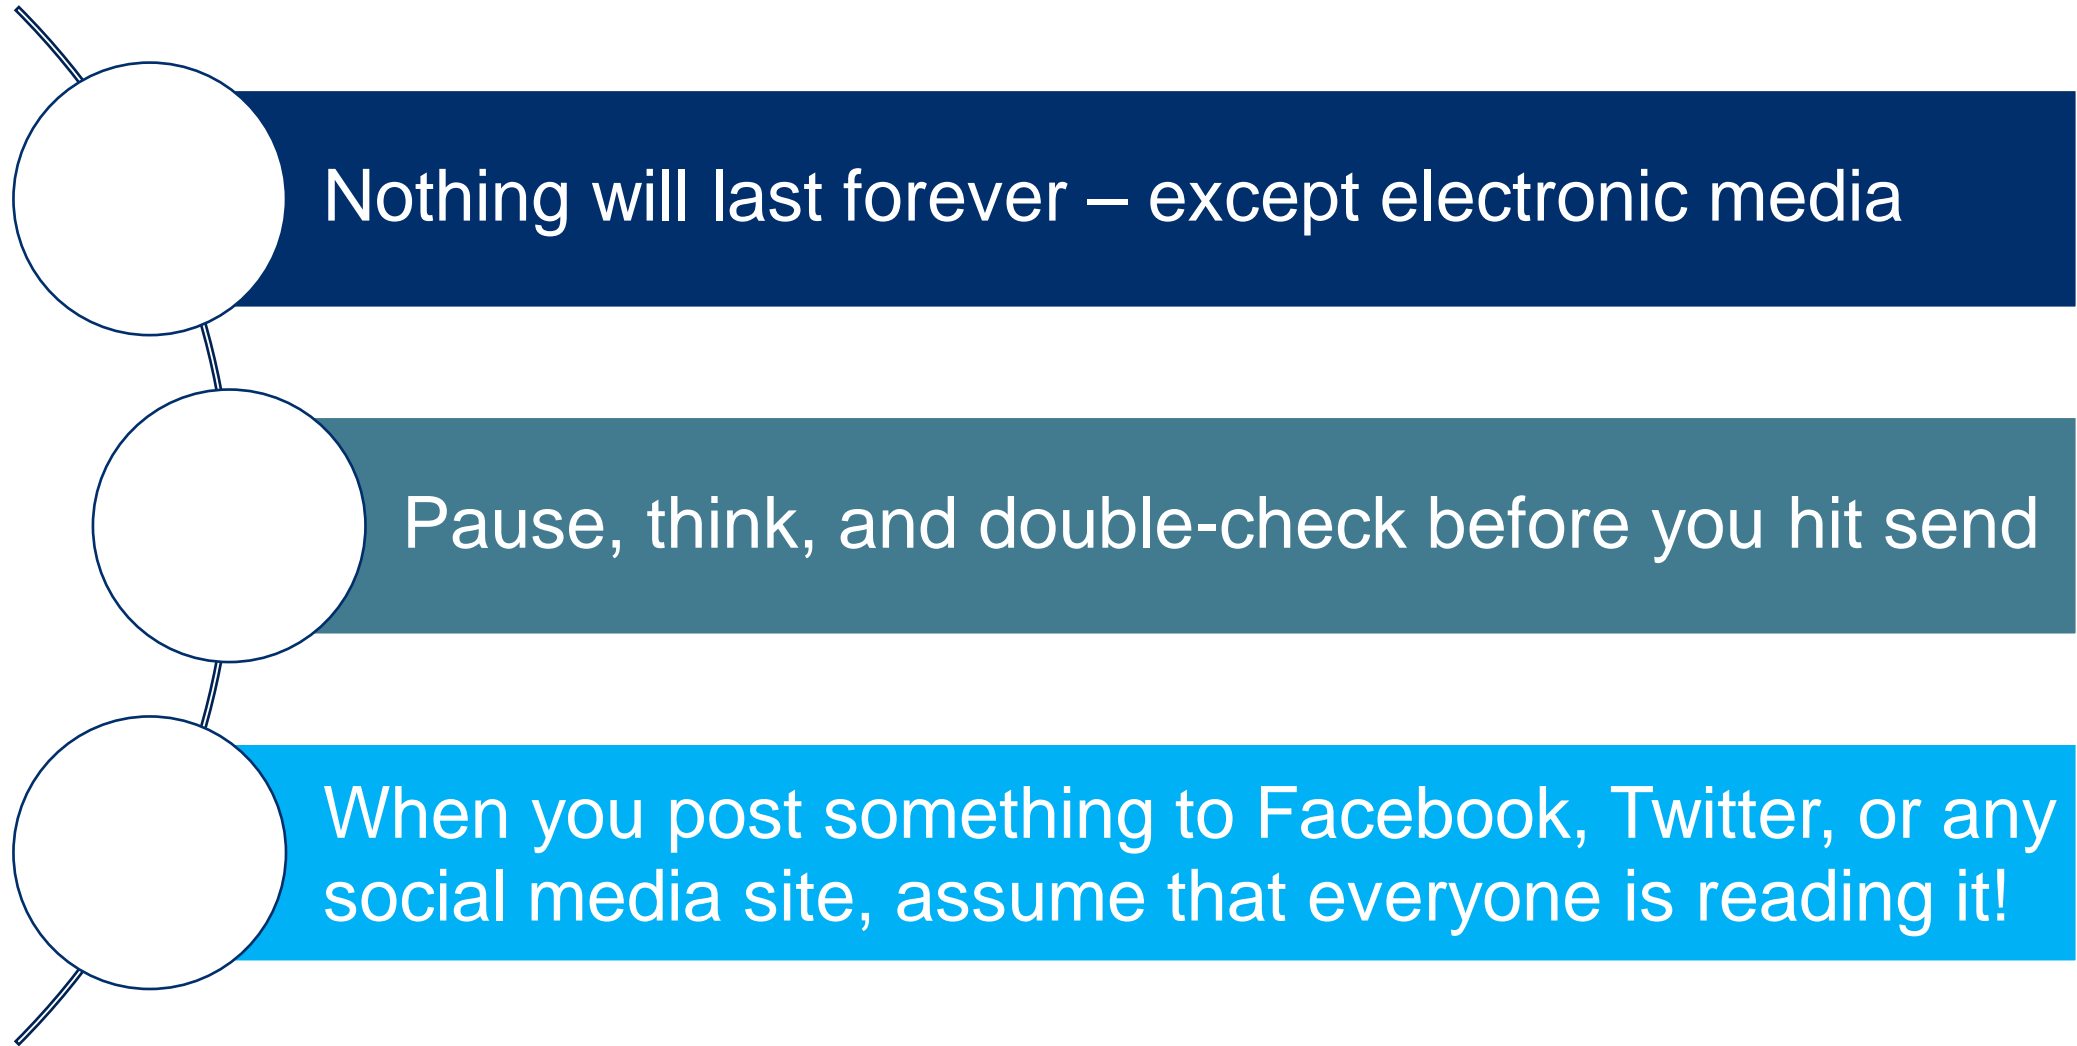 Nothing will last forever – except electronic media
Pause, think, and double-check before you hit send
When you post something to Facebook, Twitter, or any
social media site, assume that everyone is reading it!